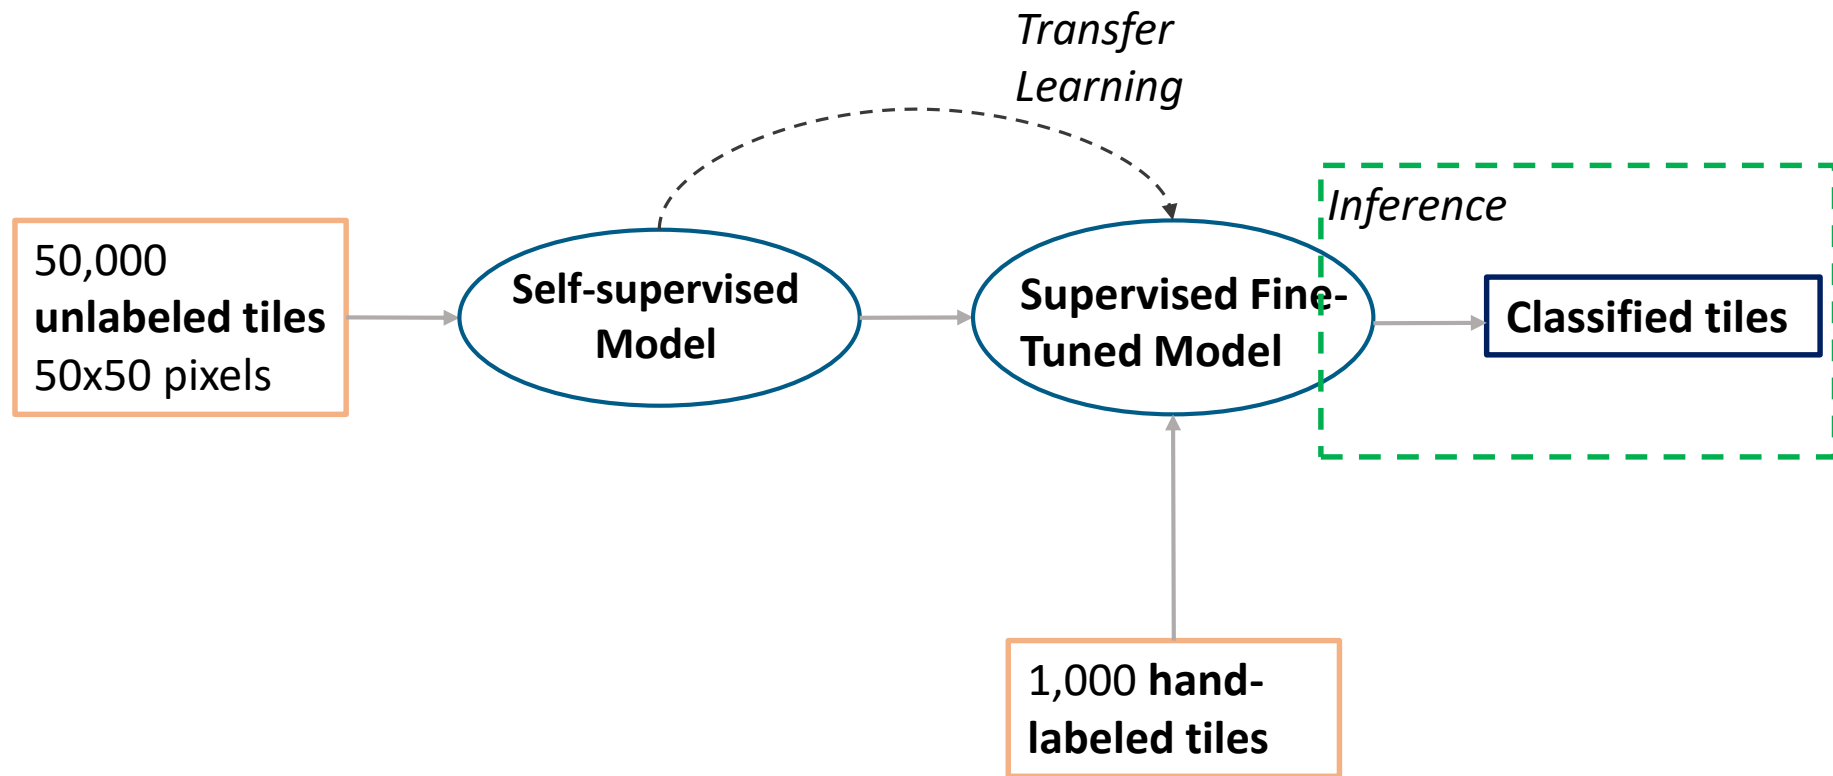 Transfer
Learning
Inference
50,000
unlabeled tiles
50x50 pixels
Self-supervised
Model
Supervised Fine-
Tuned Model
Classified tiles
1,000 hand-
labeled tiles